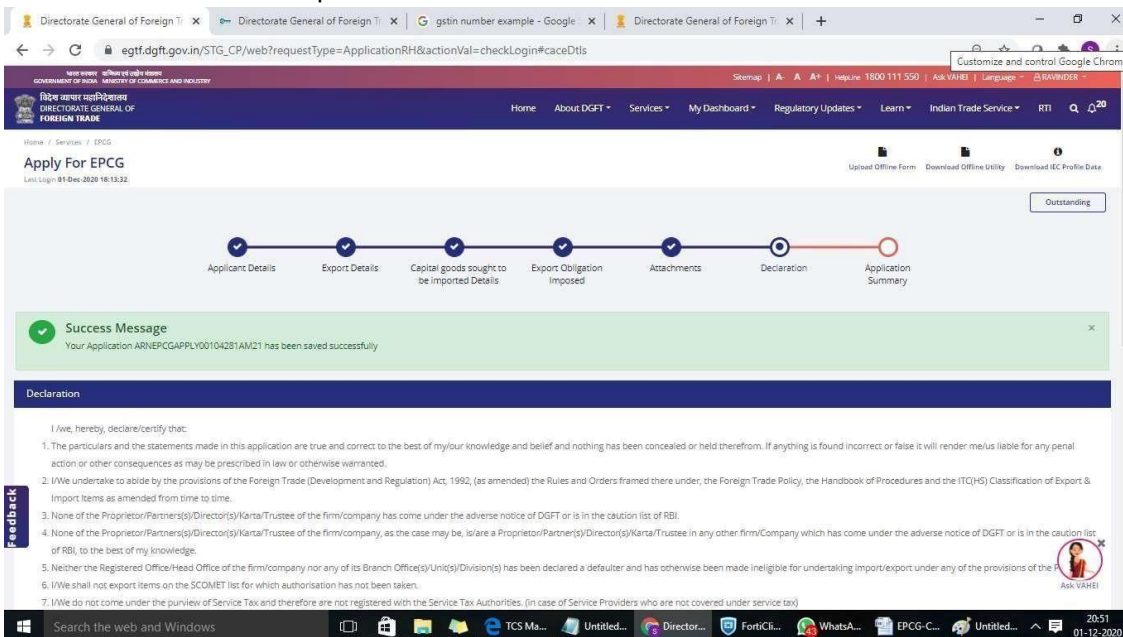 Directorate General of Foreign Tr
Directorate General of Foreign Tr
gstin number example - Google
Directorate General of Foreign Tr
egtf.dgft.gov.in/STG_CP/web?requestType=ApplicationRH&actionVal=checkLogin#caceDtls
Customize and control Google Chrom
GOVERNMENT OF INDIA MINISTRY OF COMMERCE AND INDUSTRY
Sitemap | A- A A+ | HelpLine 1800 111 550 | Ask VAHEI | Language RAVINDER
विदेश व्यापार महानिदेशालय
DIRECTORATE GENERAL OF
FOREIGN TRADE
Home About DGFT Services My Dashboard Regulatory Updates Learn Indian Trade Service RTI 20
Home / Services / EPCG
Apply For EPCG
Last Login 01-Dec-2020 18:13:32
Upload Offline Form Download Offline Utility Download IEC Profile Data
Outstanding
Applicant Details
Export Details
Capital goods sought to
be imported Details
Export Obligation
Imposed
Attachments
Declaration
Application
Summary
Success Message
Your Application ARNEPCGAPPLY00104281AM21 has been saved successfully
Declaration
I /we, hereby, declare/certify that:
1. The particulars and the statements made in this application are true and correct to the best of my/our knowledge and belief and nothing has been concealed or held therefrom. If anything is found incorrect or false it will render me/us liable for any penal
action or other consequences as may be prescribed in law or otherwise warranted.
2. I/We undertake to abide by the provisions of the Foreign Trade (Development and Regulation) Act, 1992, (as amended) the Rules and Orders framed there under, the Foreign Trade Policy, the Handbook of Procedures and the ITC(HS) Classification of Export &
Import Items as amended from time to time.
3. None of the Proprietor/Partners(s)/Director(s)/Karta/Trustee of the firm/company has come under the adverse notice of DGFT or is in the caution list of RBI.
4. None of the Proprietor/Partners(s)/Director(s)/Karta/Trustee of the firm/company, as the case may be, is/are a Proprietor/Partner(s)/Director(s)/Karta/Trustee in any other firm/Company which has come under the adverse notice of DGFT or is in the caution list
of RBI, to the best of my knowledge.
5. Neither the Registered Office/Head Office of the firm/company nor any of its Branch Office(s)/Unit(s)/Division(s) has been declared a defaulter and has otherwise been made ineligible for undertaking import/export under any of the provisions of the P
6. I/We shall not export items on the SCOMET list for which authorisation has not been taken.
7. I/We do not come under the purview of Service Tax and therefore are not registered with the Service Tax Authorities. (in case of Service Providers who are not covered under service tax)
Feedback
Ask VAHEI
Search the web and Windows
TCS Ma... Untitled... Director... FortiCli... WhatsA... EPCG-C... Untitled...
20:51
01-12-2020